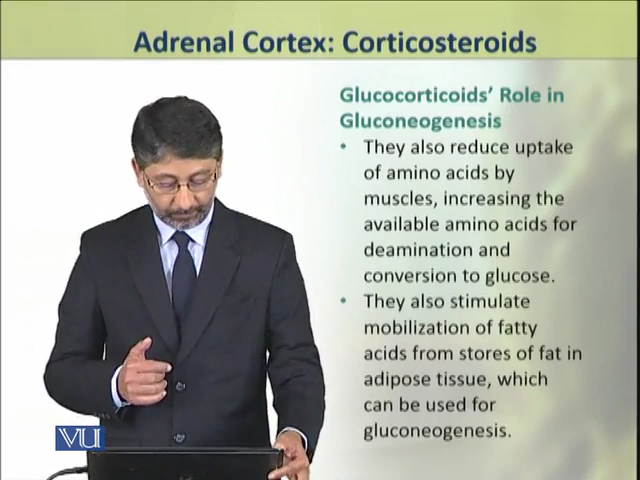 Adrenal Cortex: Corticosteroids
Glucocorticoids’ Role in
Gluconeogenesis
• They also reduce uptake
of amino acids by
muscles, increasing the
available amino acids for
deamination and
conversion to glucose.
• They also stimulate
mobilization of fatty
acids from stores of fat in
adipose tissue, which
can be used for
gluconeogenesis.
VU